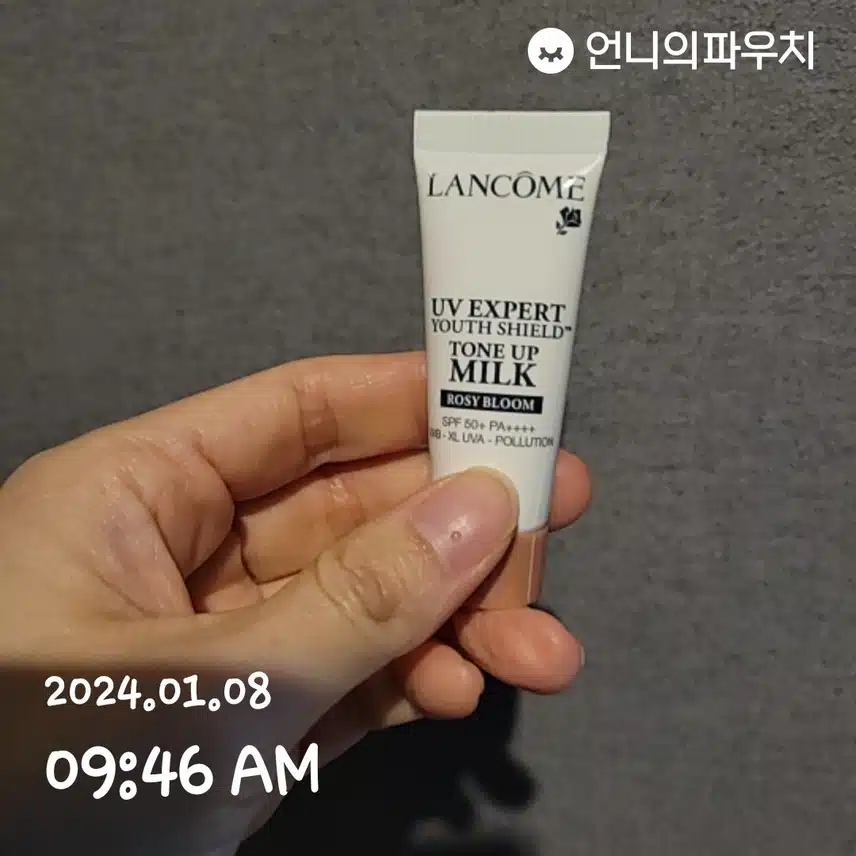 언니의파우치
LANCÔME
UV EXPERT
YOUTH SHIELD™
TONE UP
MILK
ROSY BLOOM
SPF 50+ PA++++
- XL UVA - POLLUTION
2024.01.08
09:46 AM